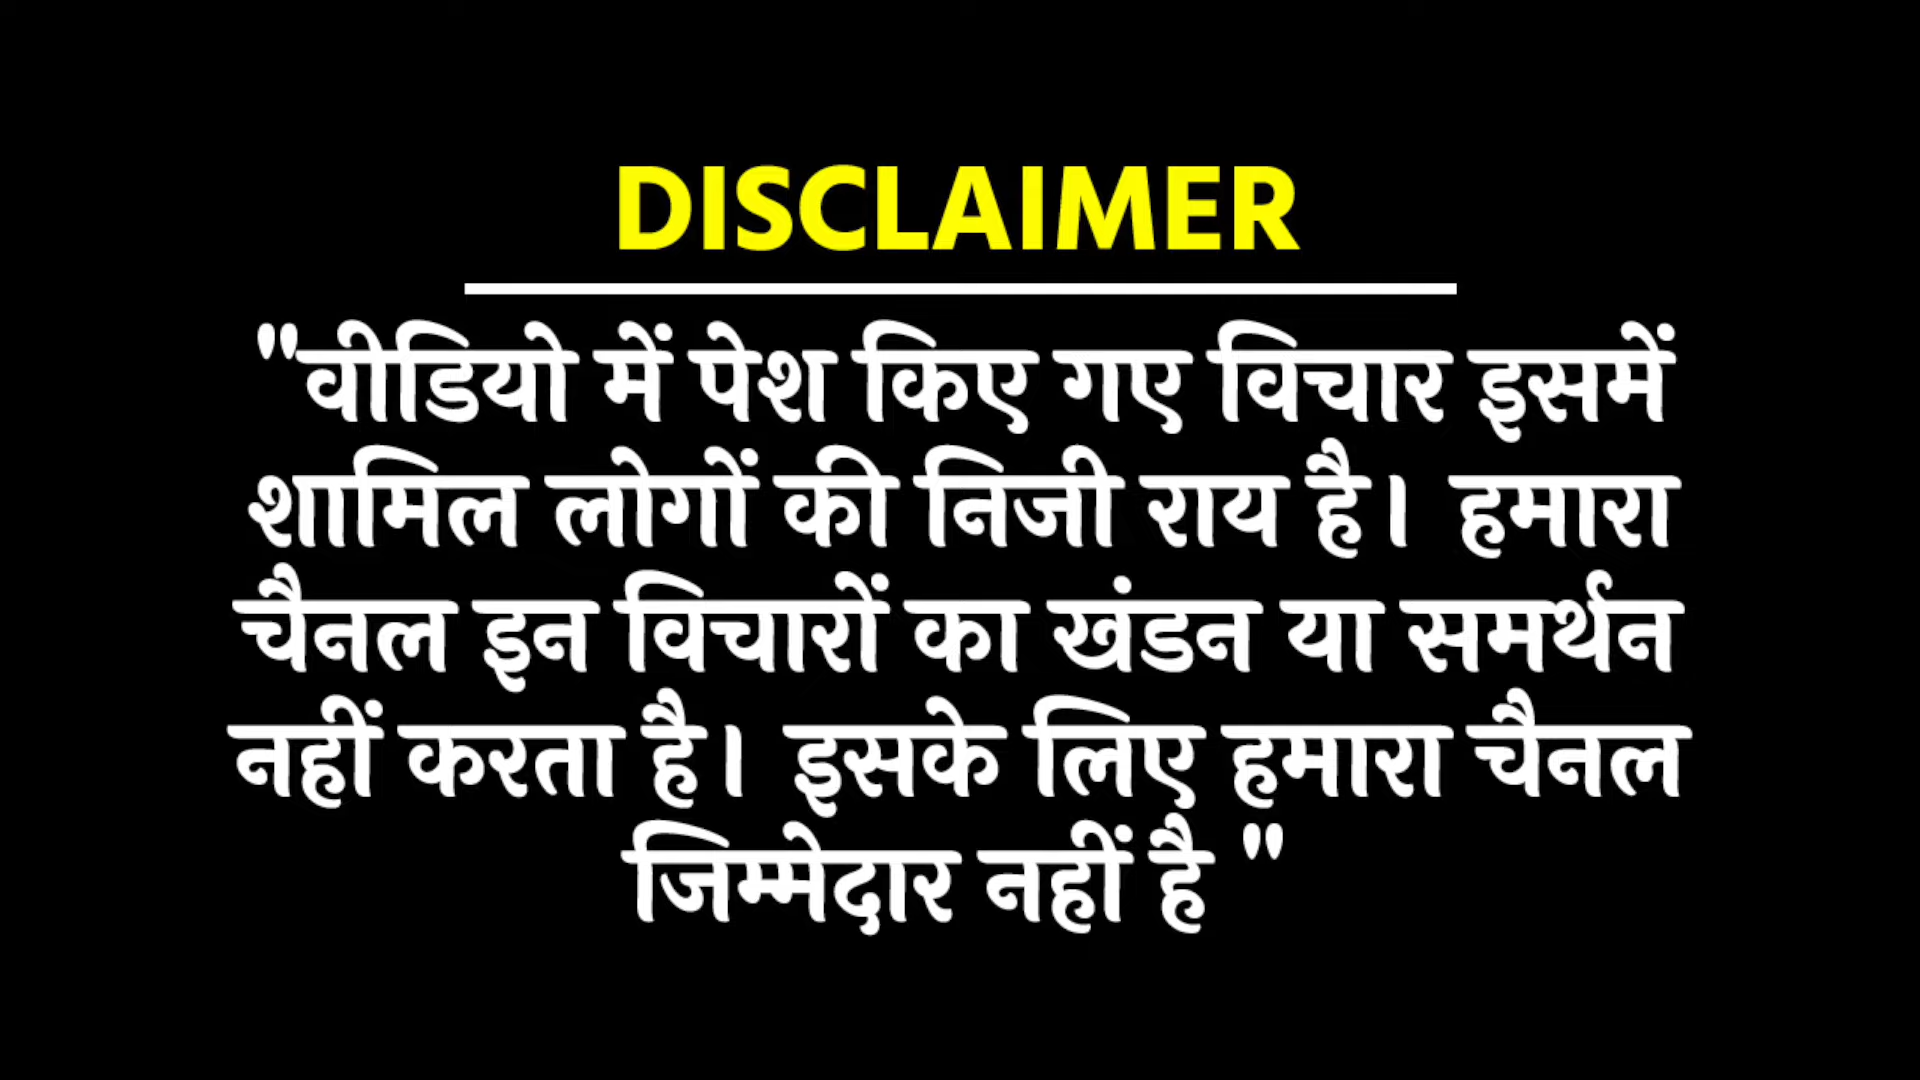 DISCLAIMER
"वीडियो में पेश किए गए विचार इसमें
शामिल लोगों की निजी राय है। हमारा
चैनल इन विचारों का खंडन या समर्थन
नहीं करता है। इसके लिए हमारा चैनल
जिम्मेदार नहीं है "